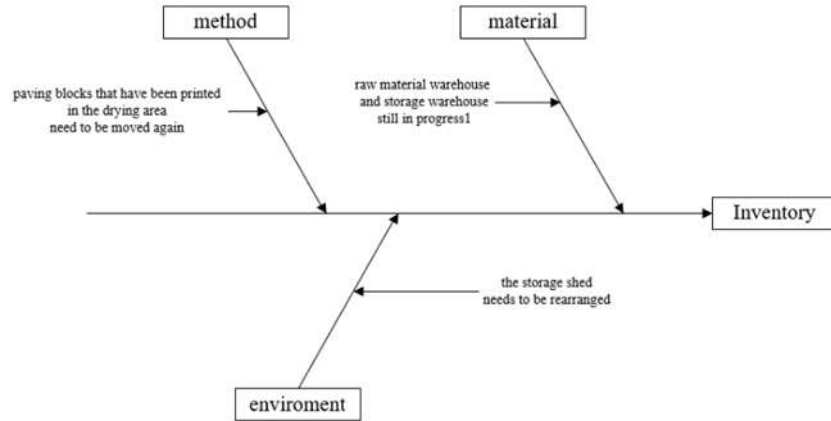 method
material
paving blocks that have been printed
in the drying area
need to be moved again
raw material warehouse
and storage warehouse
still in progress1
Inventory
the storage shed
needs to be rearranged
enviroment